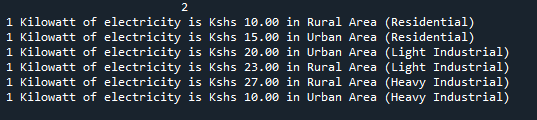 2
1 Kilowatt of electricity is Kshs 10.00 in Rural Area (Residential)
1 Kilowatt of electricity is Kshs 15.00 in Urban Area (Residential)
1 Kilowatt of electricity is Kshs 20.00 in Urban Area (Light Industrial)
1 Kilowatt of electricity is Kshs 23.00 in Rural Area (Light Industrial)
1 Kilowatt of electricity is Kshs 27.00 in Rural Area (Heavy Industrial)
1 Kilowatt of electricity is Kshs 10.00 in Urban Area (Heavy Industrial)